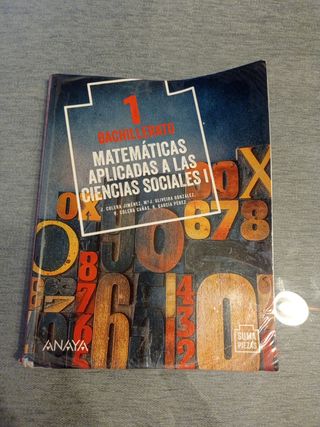 1
BACHILLERATO
MATEMÁTICAS
APLICADAS A LAS
CIENCIAS SOCIALES I
J. COLERA JIMÉNEZ, Mª J. OLIVEIRA GONZÁLEZ,
R. COLERA CAÑAS, R. GARCÍA PÉREZ
ANAYA
SUMA
PIEZAS